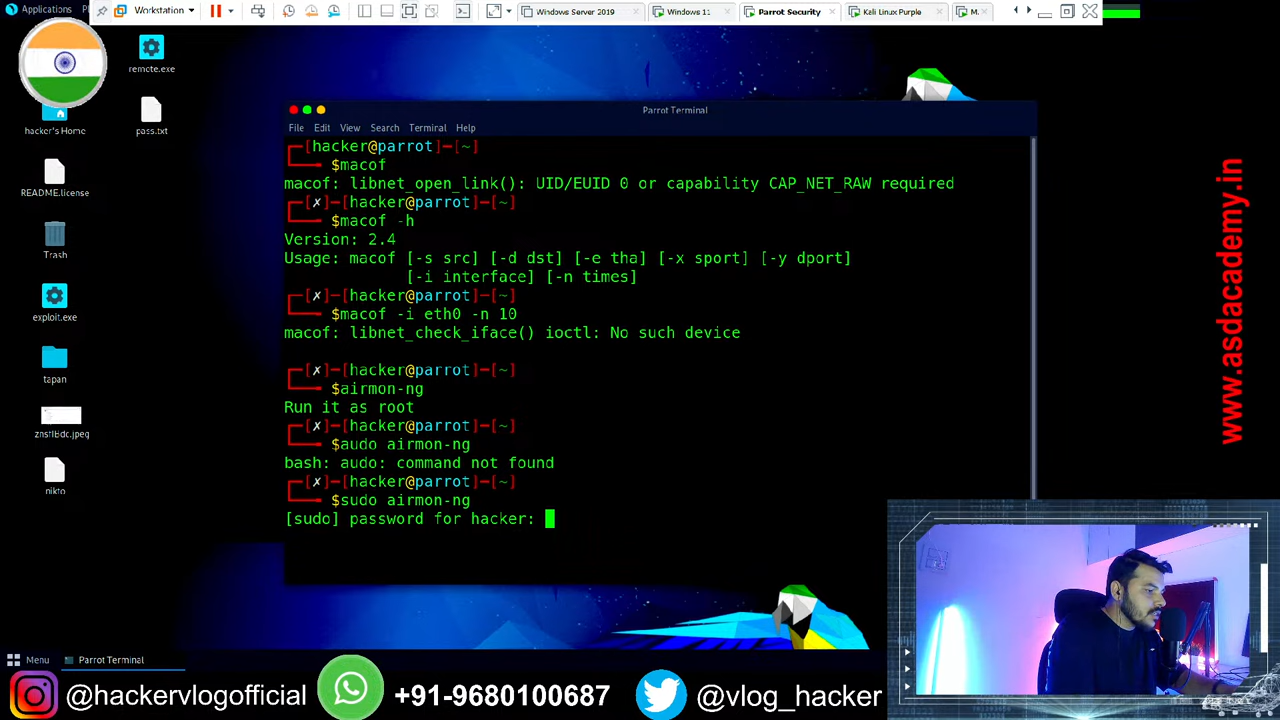 Applications
Workstation
Windows Server 2019
Windows 11
Parrot Security
Kali Linux Purple
M.
remote.exe
hacker's Home
pass.txt
README.license
Trash
exploit.exe
tapan
nikto
Parrot Terminal
File Edit View Search Terminal Help
[hacker@parrot]-[~]
$macof
macof: libnet_open_link(): UID/EUID 0 or capability CAP_NET_RAW required
[✗]-[hacker@parrot]-[~]
$macof -h
Version: 2.4
Usage: macof [-s src] [-d dst] [-e tha] [-x sport] [-y dport]
[-i interface] [-n times]
[✗]-[hacker@parrot]-[~]
$macof -i eth0 -n 10
macof: libnet_check_iface() ioctl: No such device
[✗]-[hacker@parrot]-[~]
$airmon-ng
Run it as root
[✗]-[hacker@parrot]-[~]
$audo airmon-ng
bash: audo: command not found
[✗]-[hacker@parrot]-[~]
$sudo airmon-ng
[sudo] password for hacker:
www.asdacademy.in
Menu
Parrot Terminal
@hackervlogofficial
+91-9680100687
@vlog_hacker